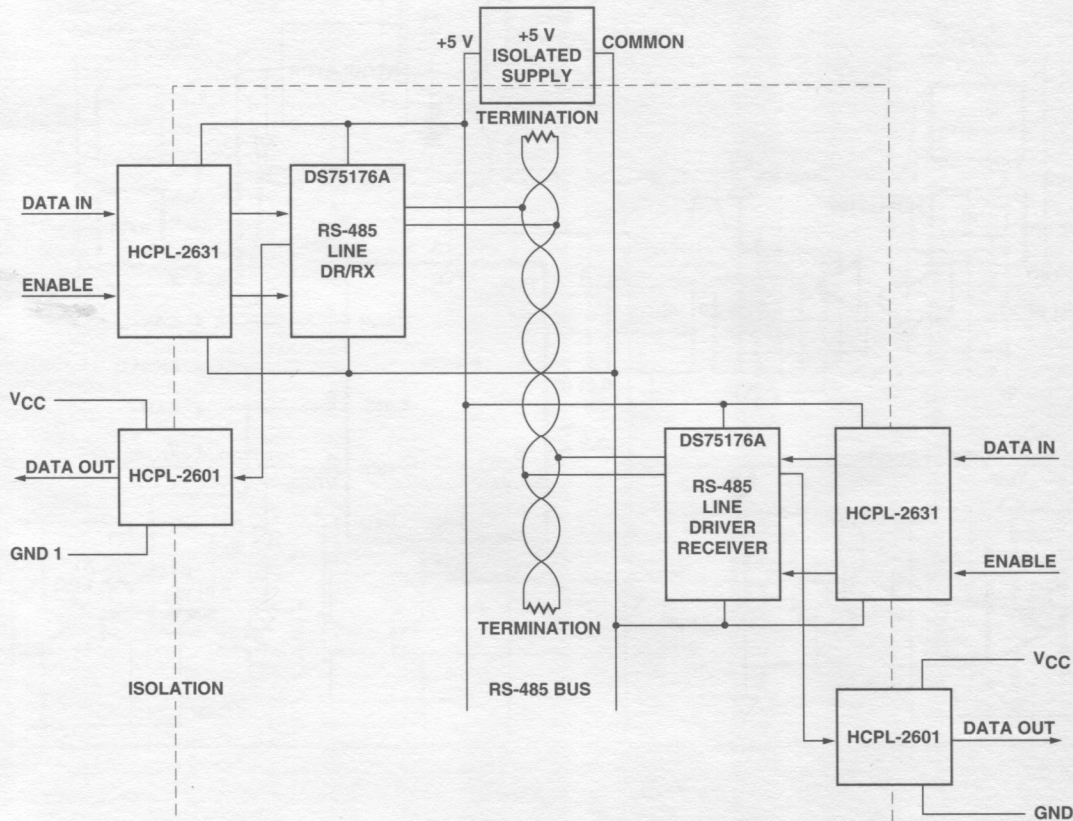 +5 V
+5 V
ISOLATED
SUPPLY
COMMON
TERMINATION
DS75176A
DATA IN
HCPL-2631
RS-485
LINE
DR/RX
ENABLE
VCC
DATA OUT
HCPL-2601
GND 1
DS75176A
RS-485
LINE
DRIVER
RECEIVER
HCPL-2631
DATA IN
ENABLE
TERMINATION
ISOLATION
RS-485 BUS
VCC
HCPL-2601
DATA OUT
GND